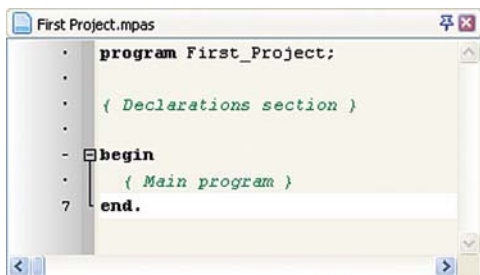 First Project.mpas
program First_Project;
{ Declarations section }
begin
{ Main program }
7 end.